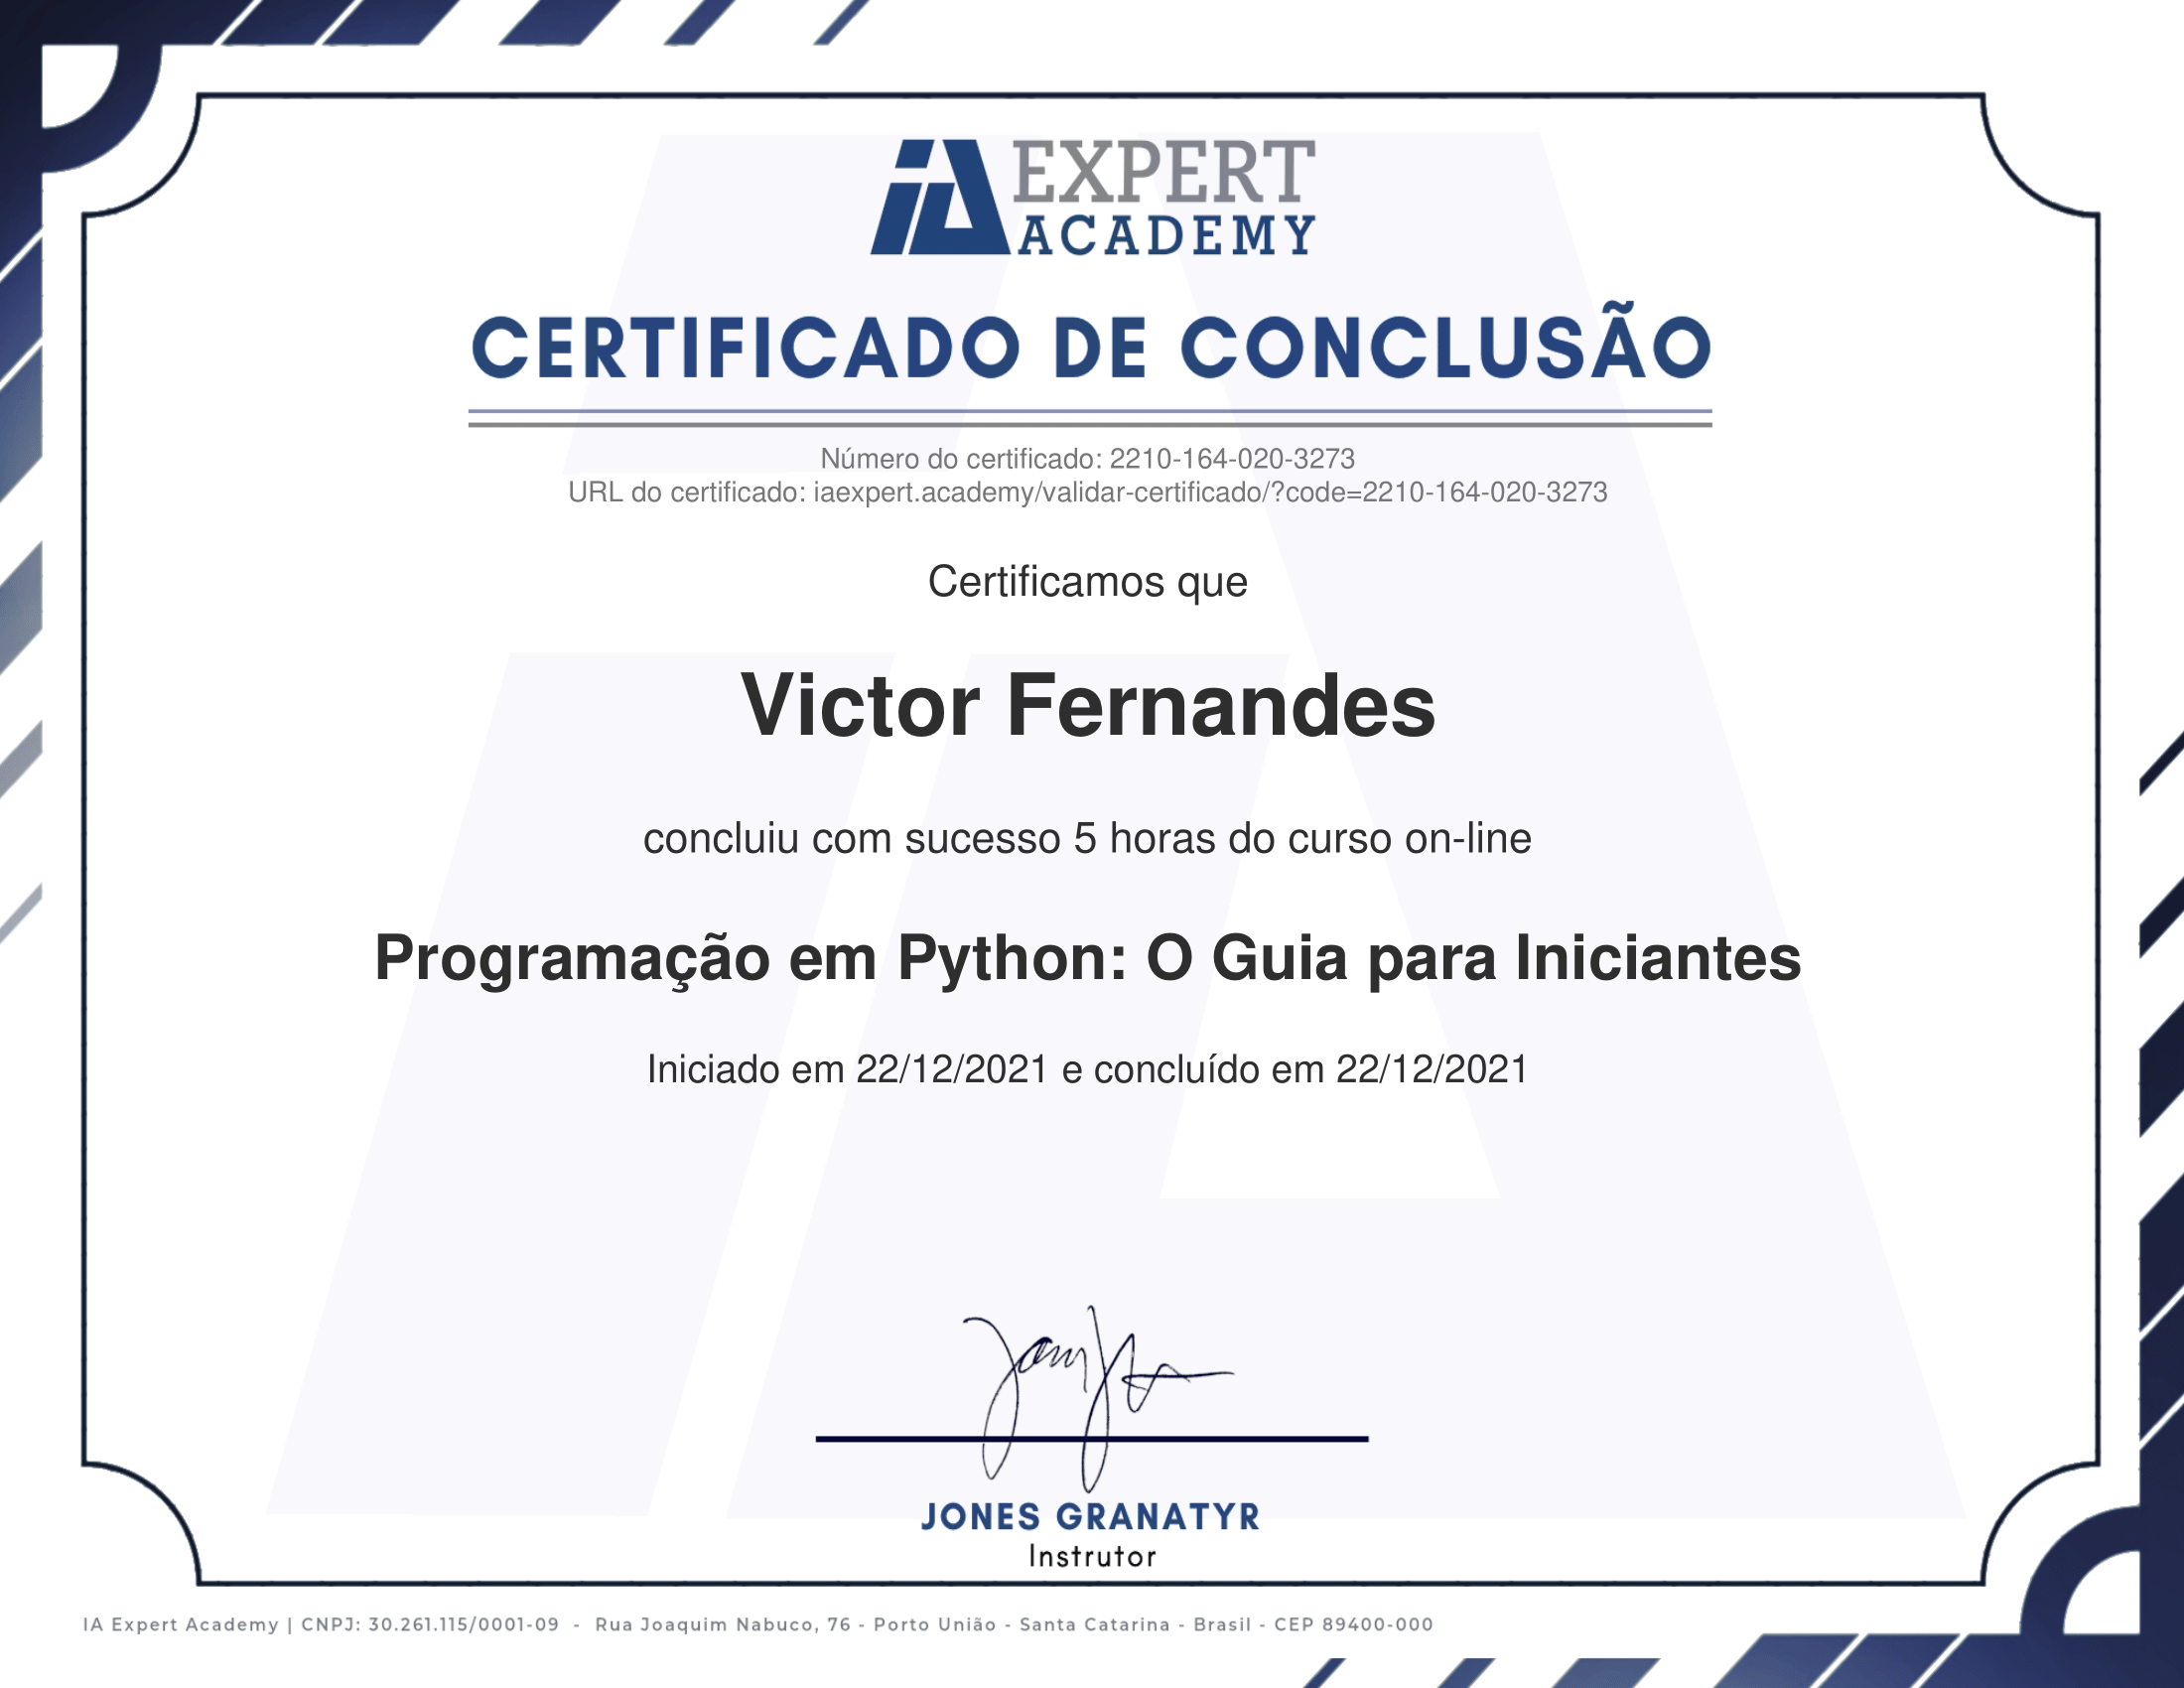 iA EXPERT
ACADEMY
CERTIFICADO DE CONCLUSÃO
Número do certificado: 2210-164-020-3273
URL do certificado: iaexpert.academy/validar-certificado/?code=2210-164-020-3273
Certificamos que
Victor Fernandes
concluiu com sucesso 5 horas do curso on-line
Programação em Python: O Guia para Iniciantes
Iniciado em 22/12/2021 e concluído em 22/12/2021
JONES GRANATYR
Instrutor
IA Expert Academy | CNPJ: 30.261.115/0001-09 - Rua Joaquim Nabuco, 76 - Porto União - Santa Catarina - Brasil - CEP 89400-000